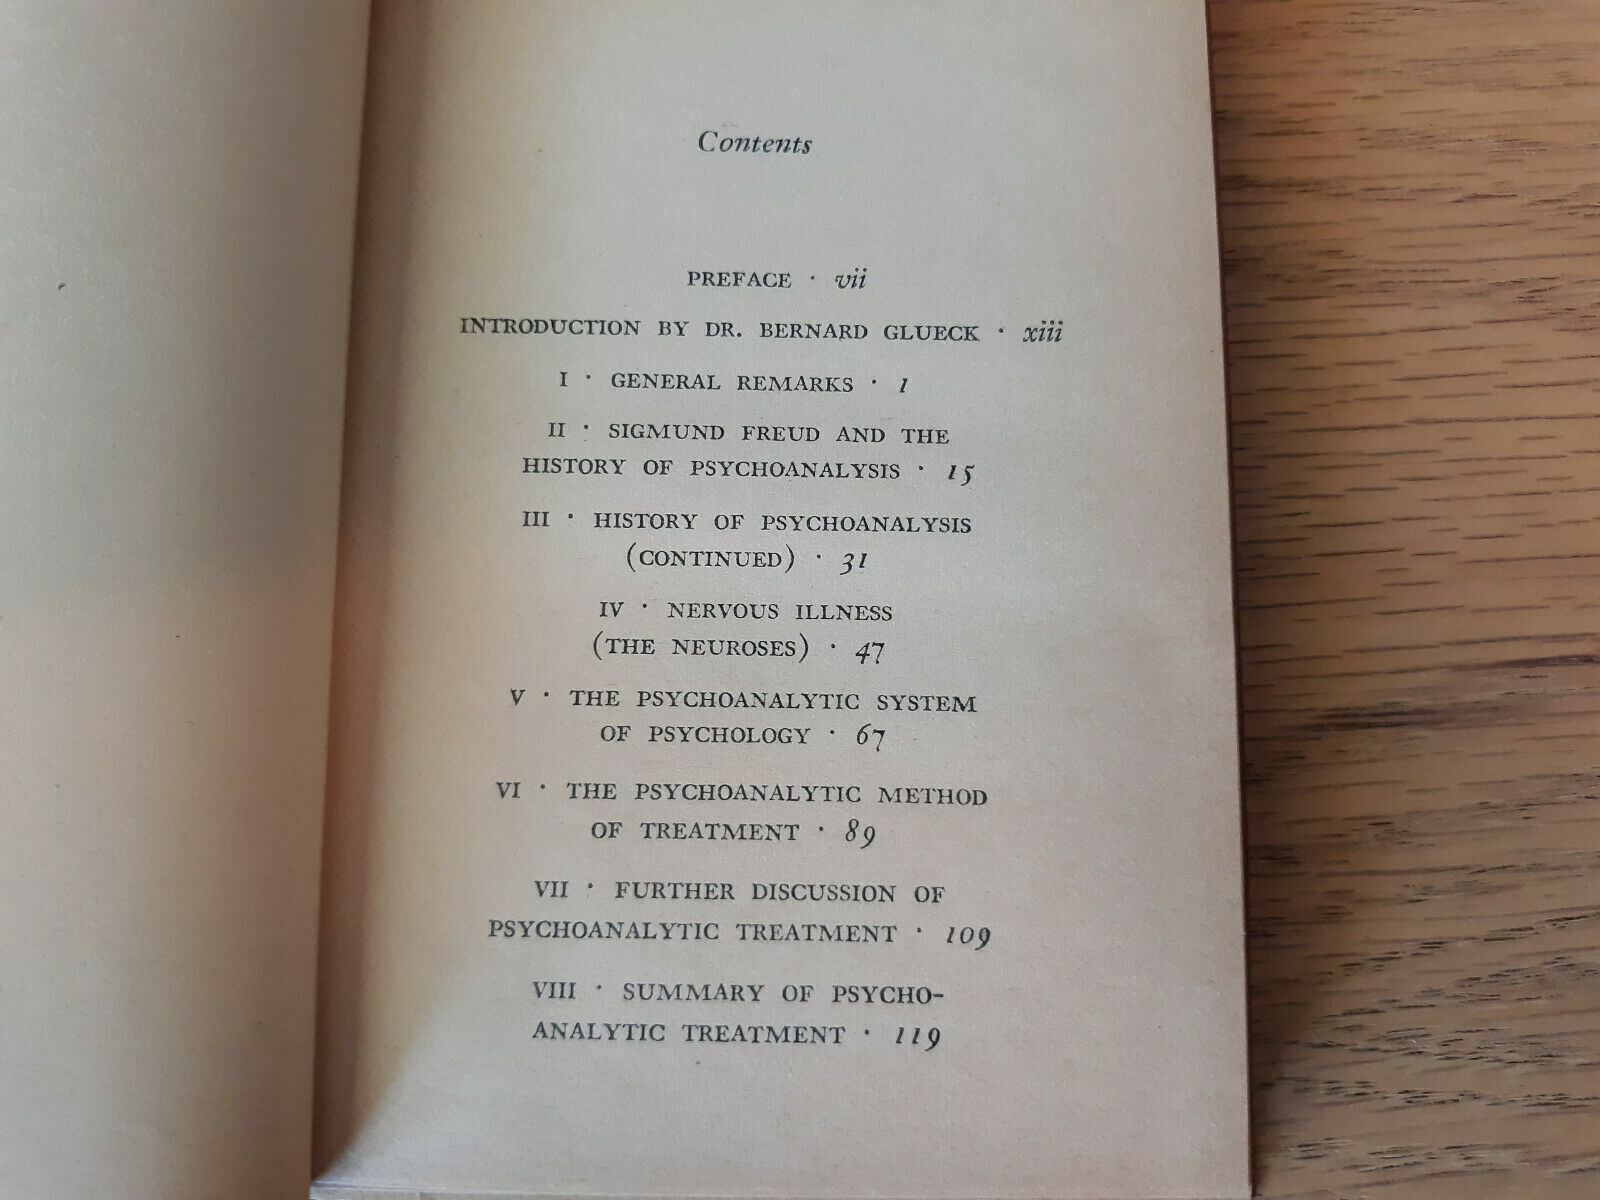 Contents
PREFACE · vii
INTRODUCTION BY DR. BERNARD GLUECK · xiii
I · GENERAL REMARKS · 1
II · SIGMUND FREUD AND THE
HISTORY OF PSYCHOANALYSIS · 15
III · HISTORY OF PSYCHOANALYSIS
(CONTINUED) · 31
IV · NERVOUS ILLNESS
(THE NEUROSES) · 47
V · THE PSYCHOANALYTIC SYSTEM
OF PSYCHOLOGY · 67
VI · THE PSYCHOANALYTIC METHOD
OF TREATMENT · 89
VII · FURTHER DISCUSSION OF
PSYCHOANALYTIC TREATMENT · 109
VIII · SUMMARY OF PSYCHO-
ANALYTIC TREATMENT · 119